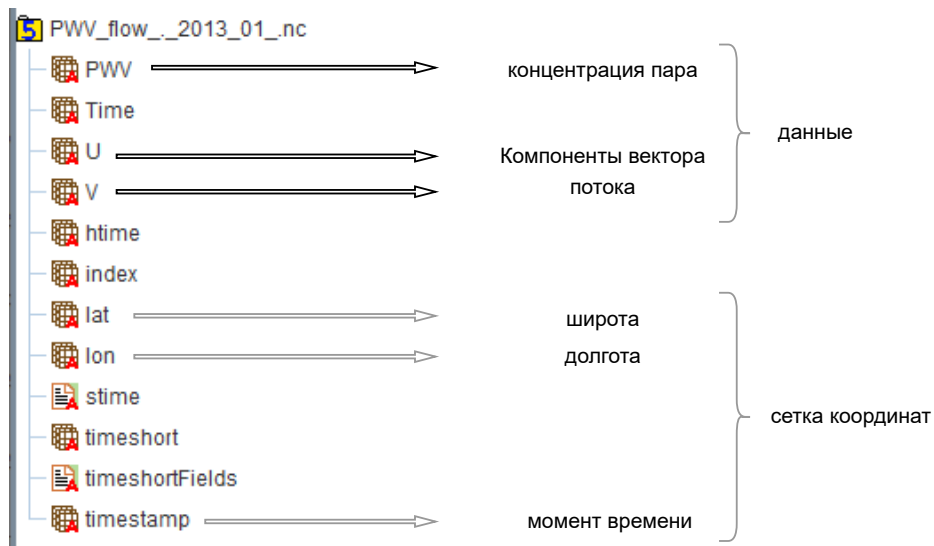 PWV_flow_._2013_01_.nc
PWV
концентрация пара
Time
данные
U
Компоненты вектора
потока
V
htime
index
lat
широта
lon
долгота
stime
сетка координат
timeshort
timeshortFields
timestamp
момент времени